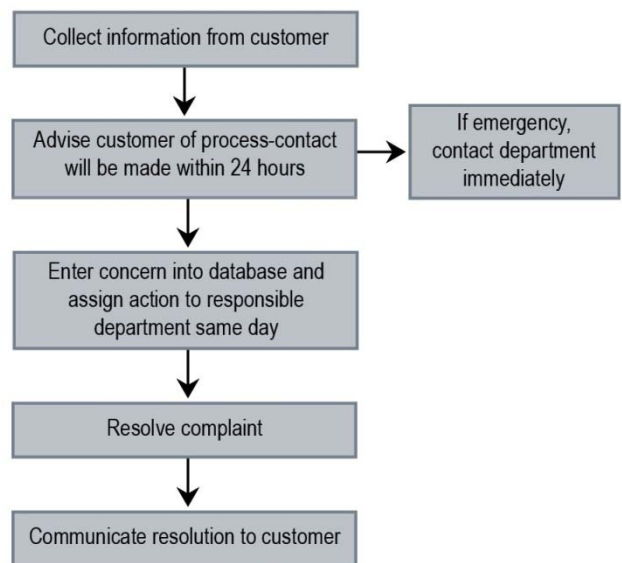 Collect information from customer
Advise customer of process-contact
will be made within 24 hours
If emergency,
contact department
immediately
Enter concern into database and
assign action to responsible
department same day
Resolve complaint
Communicate resolution to customer